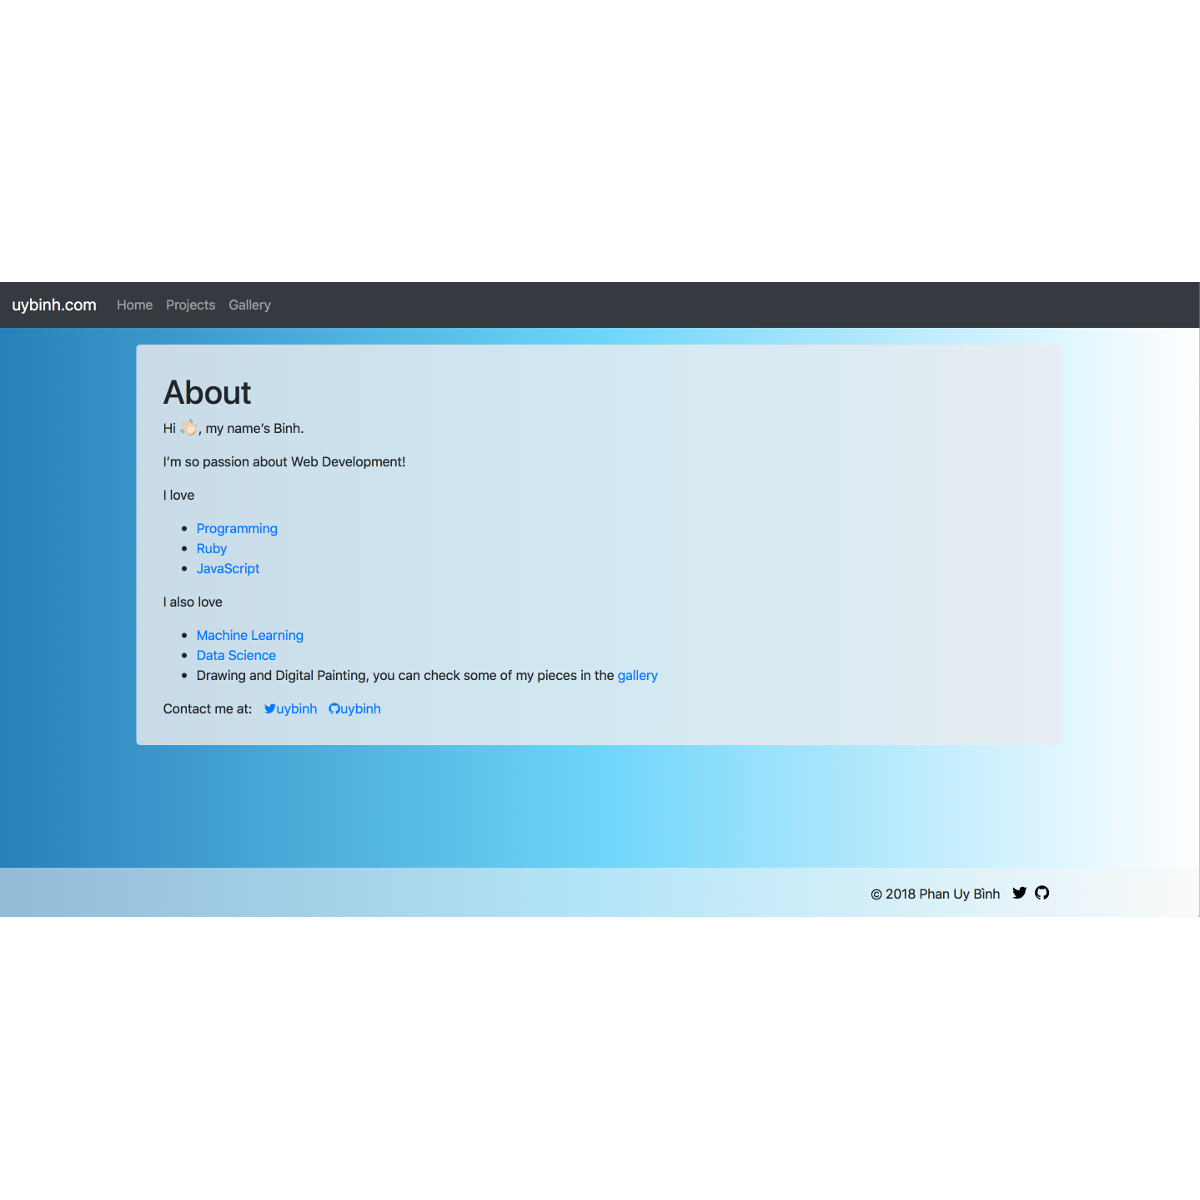 uybinh.com Home Projects Gallery
About
Hi 👋🏻, my name’s Binh.
I’m so passion about Web Development!
I love
Programming
Ruby
JavaScript
I also love
Machine Learning
Data Science
Drawing and Digital Painting, you can check some of my pieces in the gallery
Contact me at: uybinh uybinh
© 2018 Phan Uy Bình